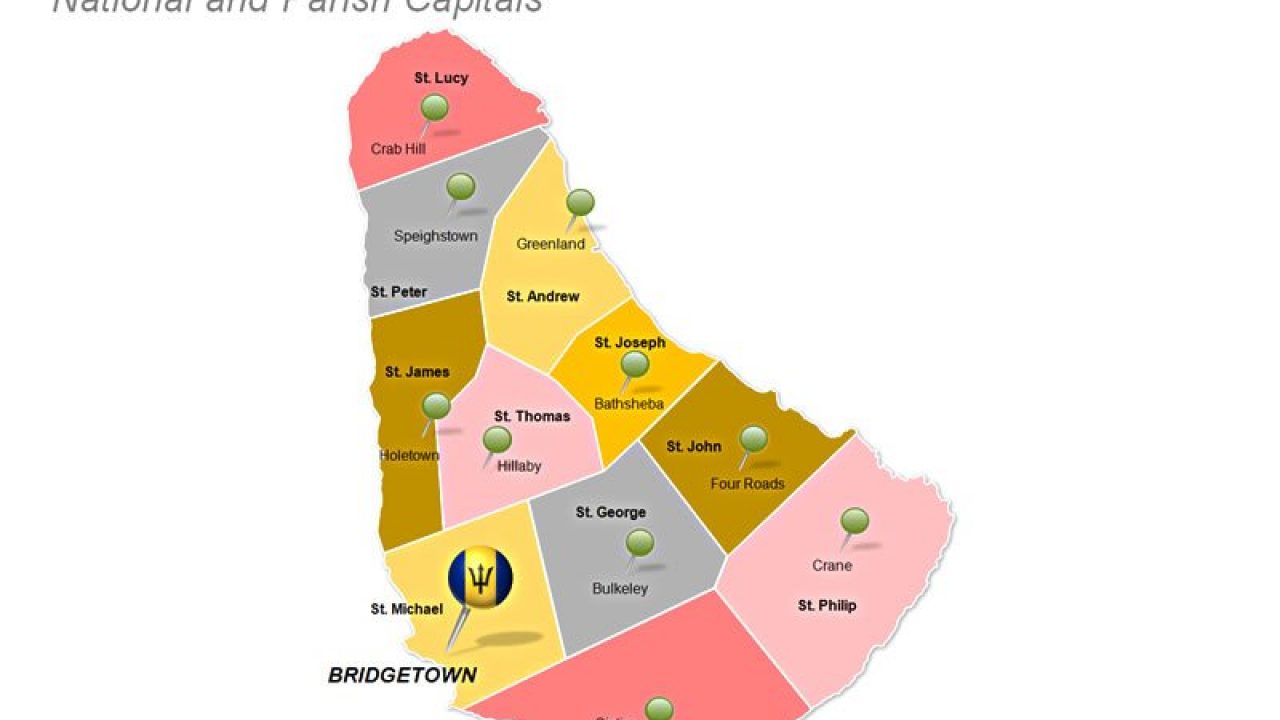 National and Parish Capitals
St. Lucy
Crab Hill
Speighstown
Greenland
St. Peter
St. Andrew
St. Joseph
St. James
Bathsheba
St. Thomas
St. John
Holetown
Hillaby
Four Roads
St. George
Crane
Bulkeley
St. Michael
St. Philip
BRIDGETOWN